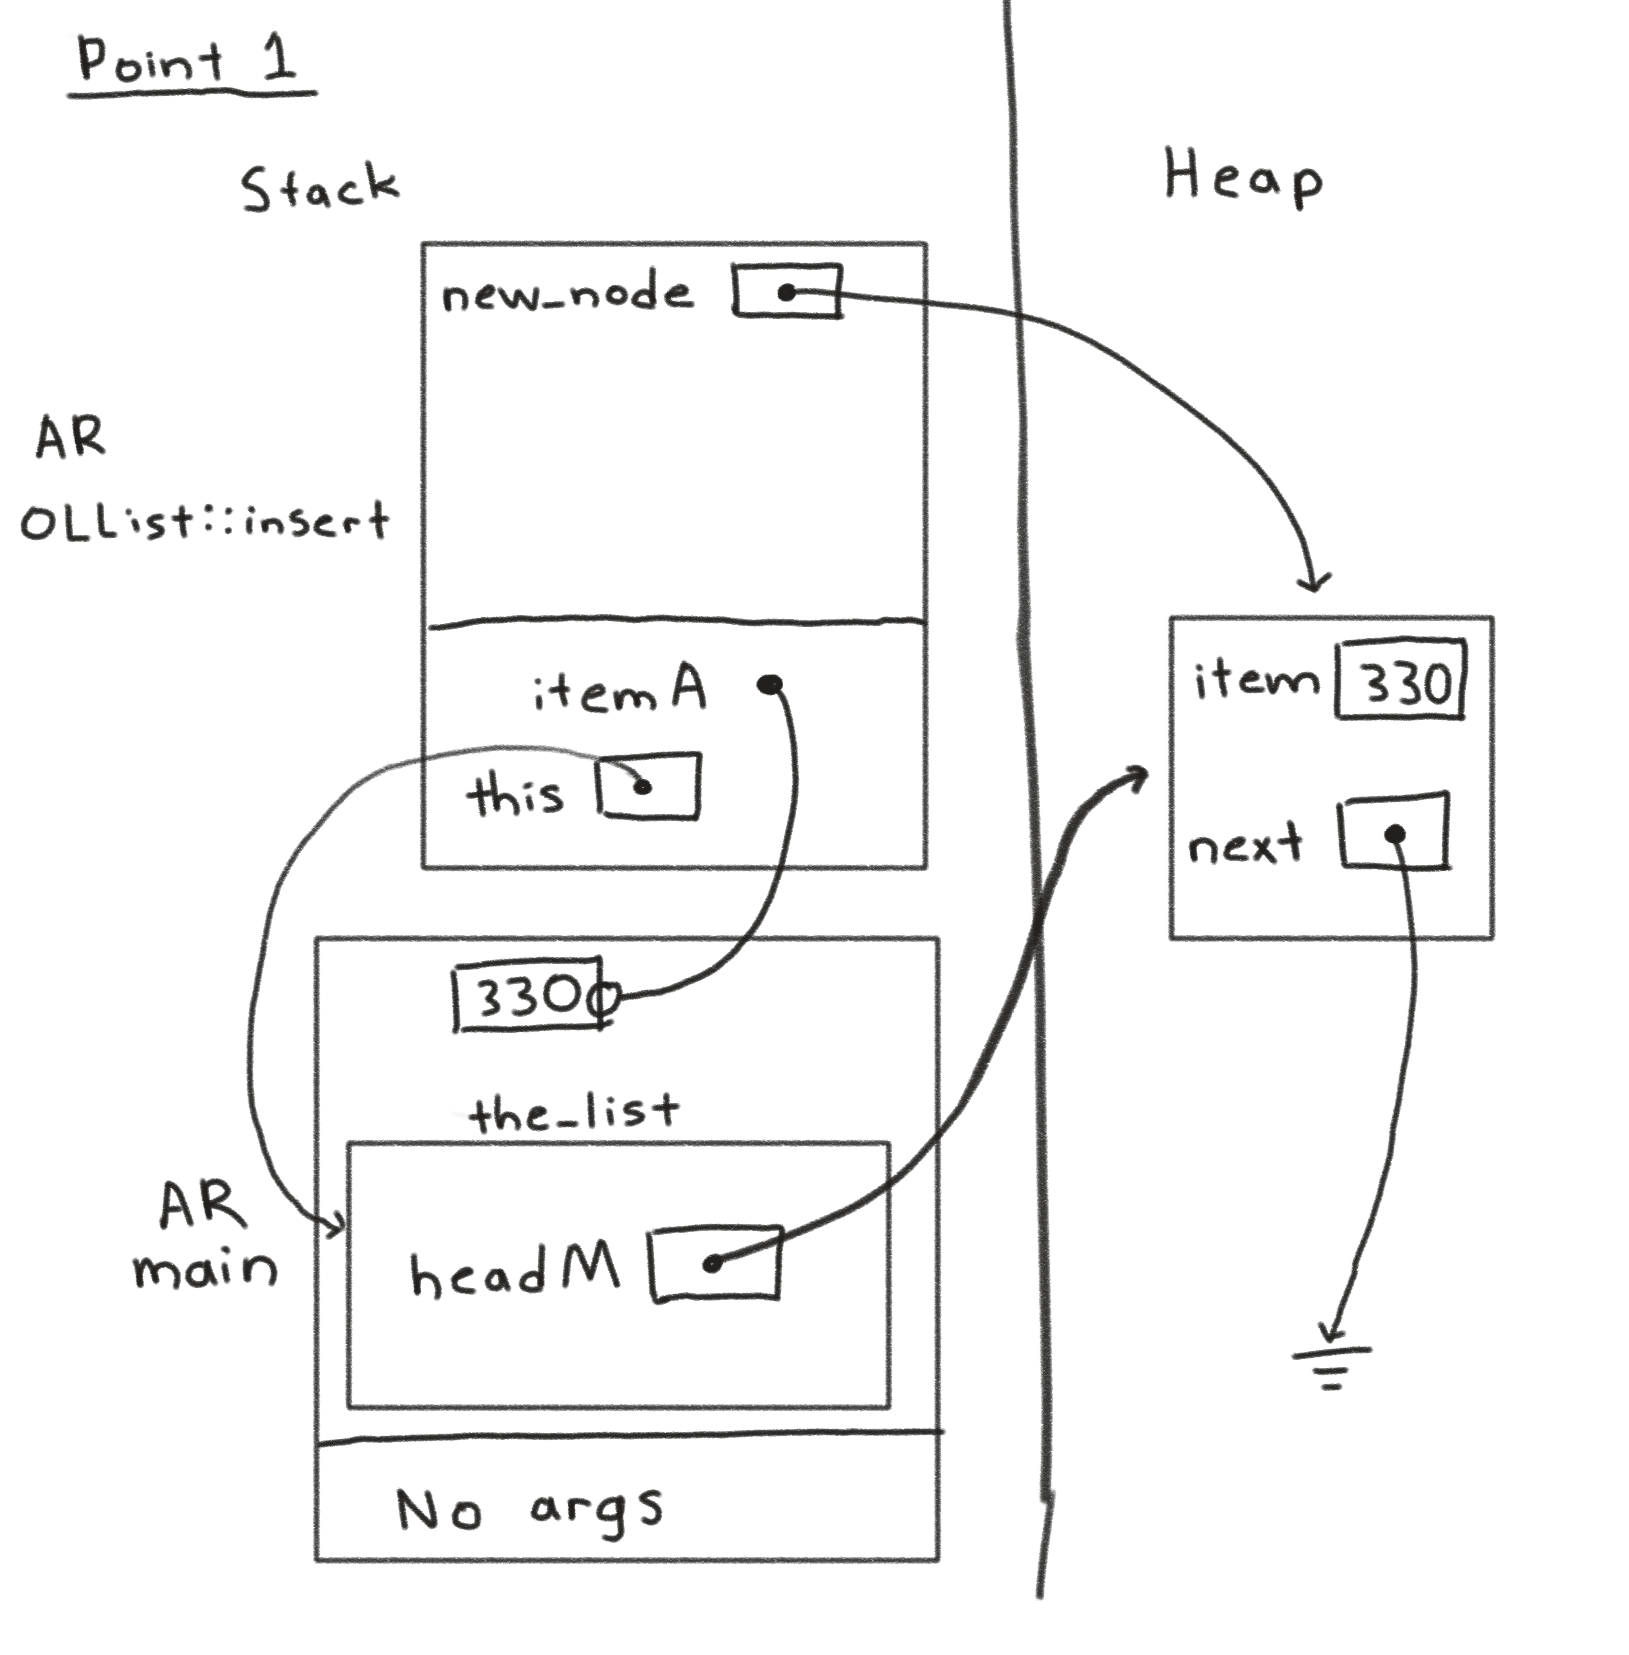 Point 1
Stack
Heap
new_node
AR
OLList::insert
itemA
this
item 330
next
330
the_list
AR
main
headM
No args